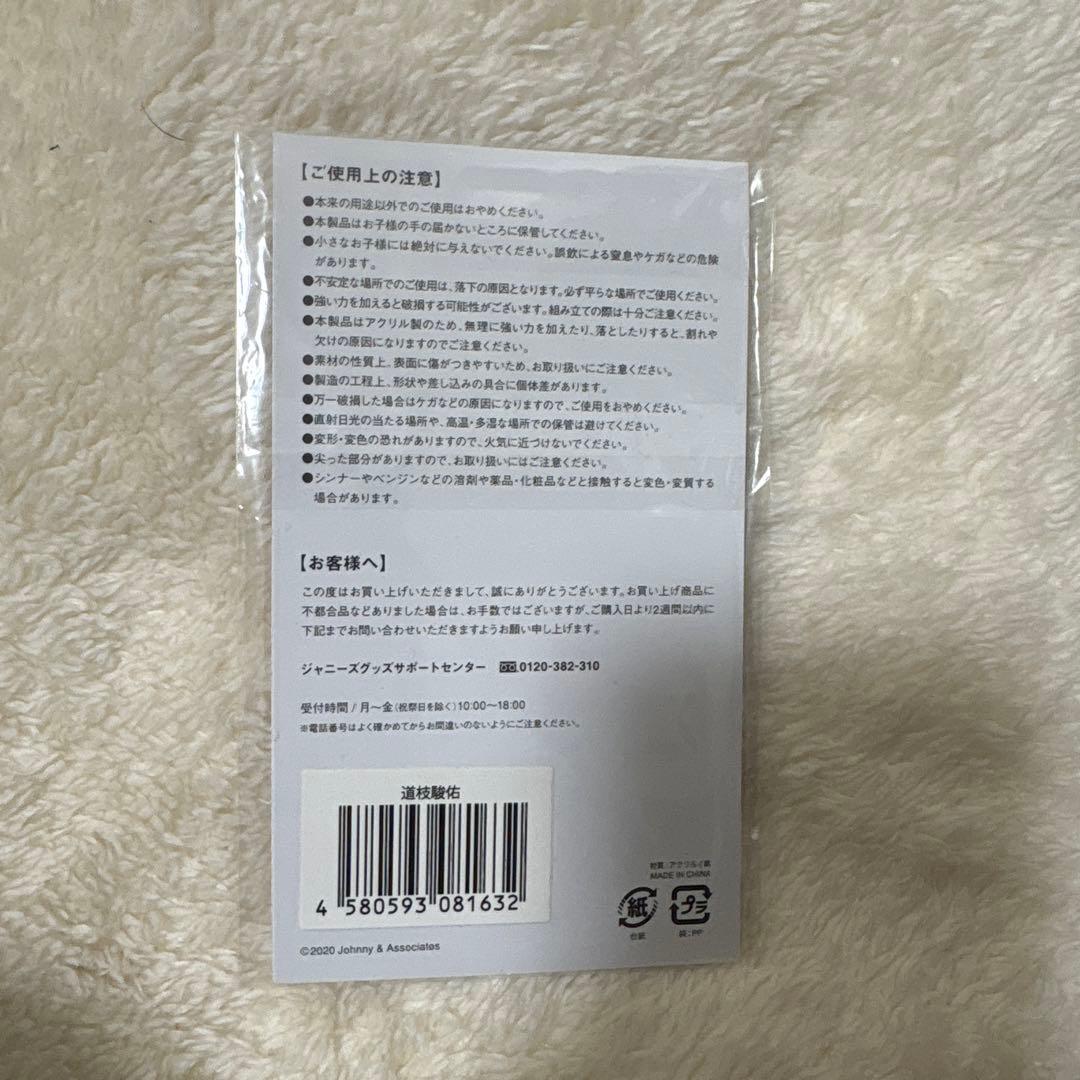 【ご使用上の注意】
●本来の用途以外でのご使用はおやめください。
●本製品はお子様の手の届かないところに保管してください。
●小さなお子様には絶対に与えないでください。誤飲による窒息やケガなどの危険
があります。
●不安定な場所でのご使用は、落下の原因となります。必ず平らな場所でご使用ください。
●強い力を加えると破損する可能性がございます。組み立ての際は十分ご注意ください。
●本製品はアクリル製のため、無理に強い力を加えたり、落としたりすると、割れや
欠けの原因になりますのでご注意ください。
●素材の性質上、表面に傷がつきやすいため、お取り扱いにご注意ください。
●製造の工程上、形状や差し込みの具合に個体差があります。
●万一破損した場合はケガなどの原因になりますので、ご使用をおやめください。
●直射日光の当たる場所や、高温・多湿な場所での保管は避けてください。
●変形・変色の恐れがありますので、火気に近づけないでください。
●尖った部分がありますので、お取り扱いにはご注意ください。
●シンナーやベンジンなどの溶剤や薬品・化粧品などと接触すると変色・変質する
場合があります。
【お客様へ】
この度はお買い上げいただきまして、誠にありがとうございます。お買い上げ商品に
不都合品などありました場合は、お手数ではございますが、ご購入日より2週間以内に
下記までお問い合わせいただきますようお願い申し上げます。
ジャニーズグッズサポートセンター 0120-382-310
受付時間 / 月〜金(祝祭日を除く)10:00〜18:00
※電話番号はよく確かめてからお間違いのないようにご注意ください。
道枝駿佑
4 580593 081632
©2020 Johnny & Associates
材質:アクリル/紙
MADE IN CHINA
紙
台紙
プラ
袋:PP